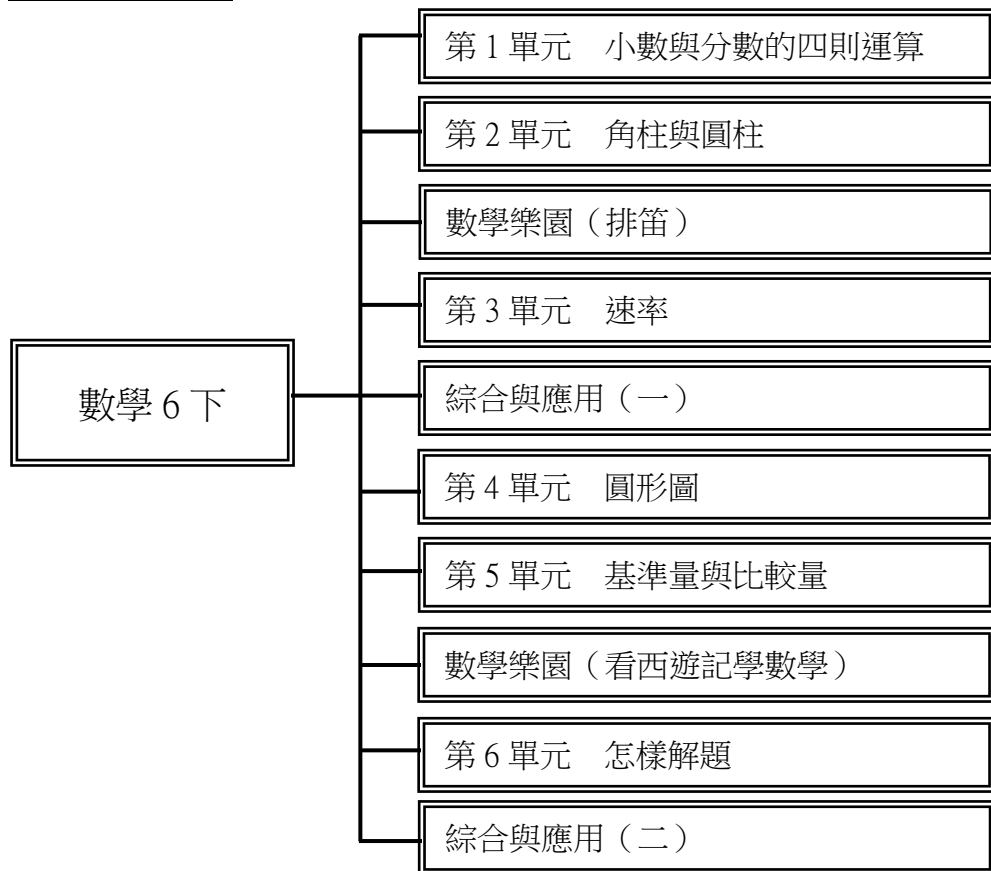 第1單元　小數與分數的四則運算
第2單元　角柱與圓柱
數學樂園（排笛）
第3單元　速率
數學6下
綜合與應用（一）
第4單元　圓形圖
第5單元　基準量與比較量
數學樂園（看西遊記學數學）
第6單元　怎樣解題
綜合與應用（二）